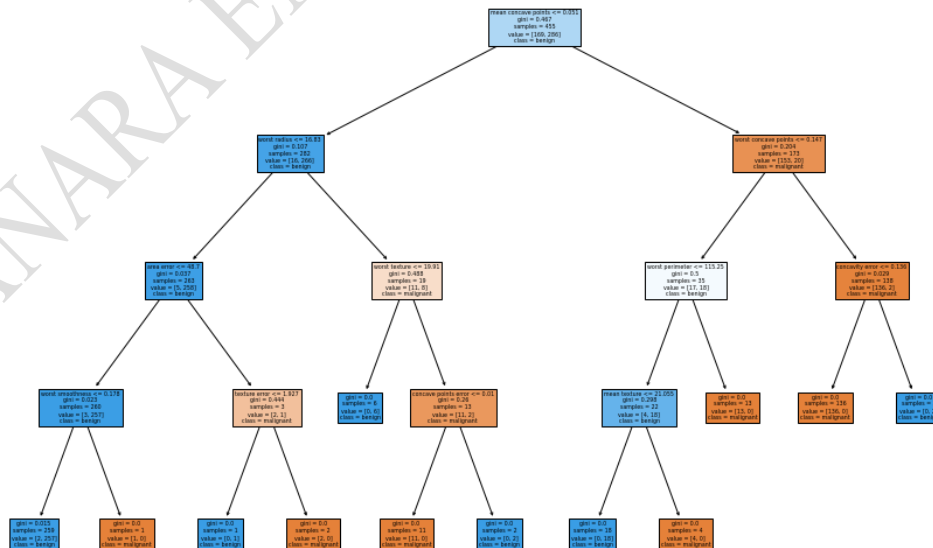 NARA E
mean concave points <= 0.051
gini = 0.467
samples = 455
value = [169, 286]
class = benign
worst radius <= 16.83
gini = 0.107
samples = 282
value = [16, 266]
class = benign
worst concave points <= 0.147
gini = 0.204
samples = 173
value = [153, 20]
class = malignant
area error <= 48.7
gini = 0.037
samples = 263
value = [5, 258]
class = benign
worst texture <= 19.91
gini = 0.488
samples = 19
value = [11, 8]
class = malignant
worst perimeter <= 115.25
gini = 0.5
samples = 35
value = [17, 18]
class = benign
concavity error <= 0.136
gini = 0.029
samples = 138
value = [136, 2]
class = malignant
worst smoothness <= 0.178
gini = 0.023
samples = 260
value = [3, 257]
class = benign
texture error <= 1.927
gini = 0.444
samples = 3
value = [2, 1]
class = malignant
gini = 0.0
samples = 6
value = [0, 6]
class = benign
concave points error <= 0.01
gini = 0.26
samples = 13
value = [11, 2]
class = malignant
mean texture <= 21.055
gini = 0.298
samples = 22
value = [4, 18]
class = benign
gini = 0.0
samples = 13
value = [13, 0]
class = malignant
gini = 0.0
samples = 136
value = [136, 0]
class = malignant
gini = 0.0
samples =
value = [0,
class = benign
gini = 0.015
samples = 259
value = [2, 257]
class = benign
gini = 0.0
samples = 1
value = [1, 0]
class = malignant
gini = 0.0
samples = 1
value = [0, 1]
class = benign
gini = 0.0
samples = 2
value = [2, 0]
class = malignant
gini = 0.0
samples = 11
value = [11, 0]
class = malignant
gini = 0.0
samples = 2
value = [0, 2]
class = benign
gini = 0.0
samples = 18
value = [0, 18]
class = benign
gini = 0.0
samples = 4
value = [4, 0]
class = malignant